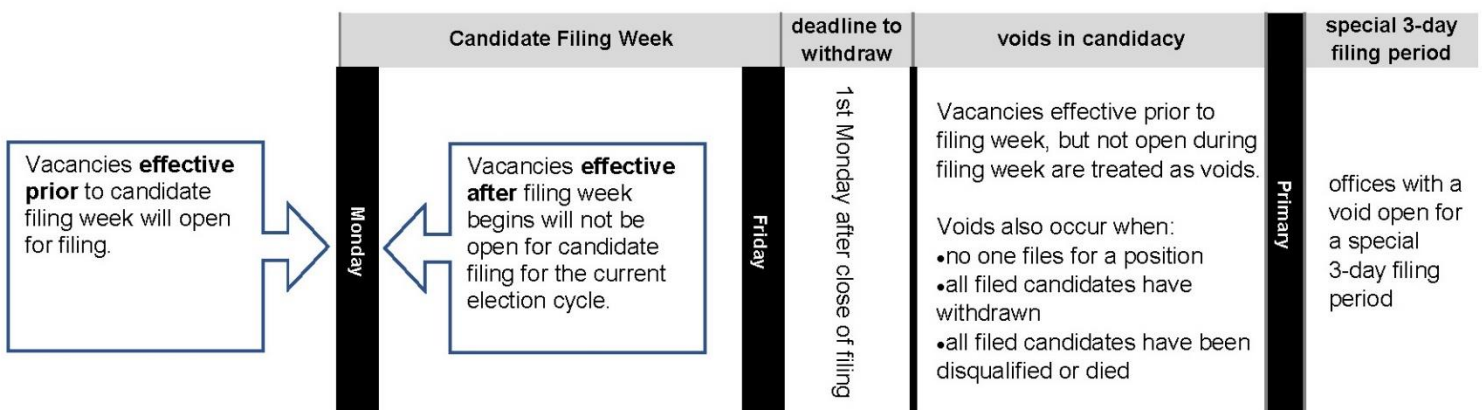 Candidate Filing Week
deadline to
withdraw
voids in candidacy
special 3-day
filing period
Vacancies effective
prior to candidate
filing week will open
for filing.
Monday
Vacancies effective
after filing week
begins will not be
open for candidate
filing for the current
election cycle.
Friday
1st Monday after close of filing
Vacancies effective prior to
filing week, but not open during
filing week are treated as voids.
Voids also occur when:
•no one files for a position
•all filed candidates have
withdrawn
•all filed candidates have been
disqualified or died
Primary
offices with a
void open for
a special
3-day filing
period